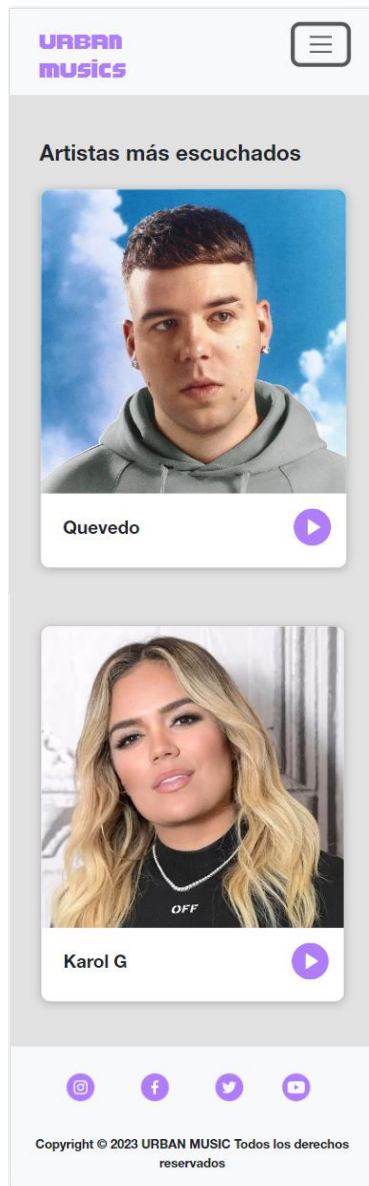 URBAN
musics
Artistas más escuchados
Quevedo
OFF
Karol G
Copyright © 2023 URBAN MUSIC Todos los derechos
reservados